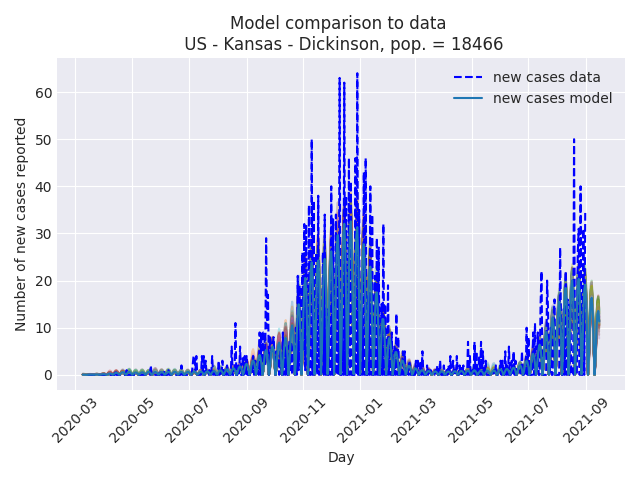 Model comparison to data
US - Kansas - Dickinson, pop. = 18466
new cases data
new cases model
Number of new cases reported
60
50
40
30
20
10
0
2020-03
2020-05
2020-07
2020-09
2020-11
2021-01
2021-03
2021-05
2021-07
2021-09
Day